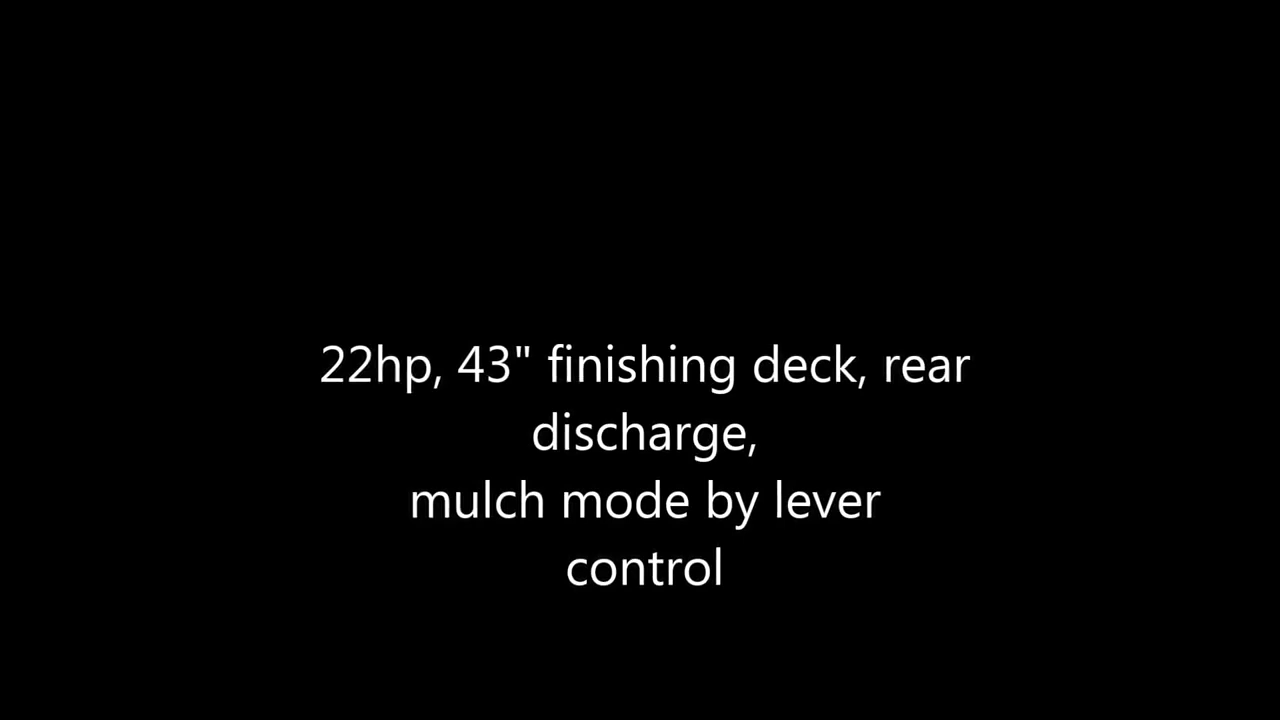 22hp, 43" finishing deck, rear
discharge,
mulch mode by lever
control